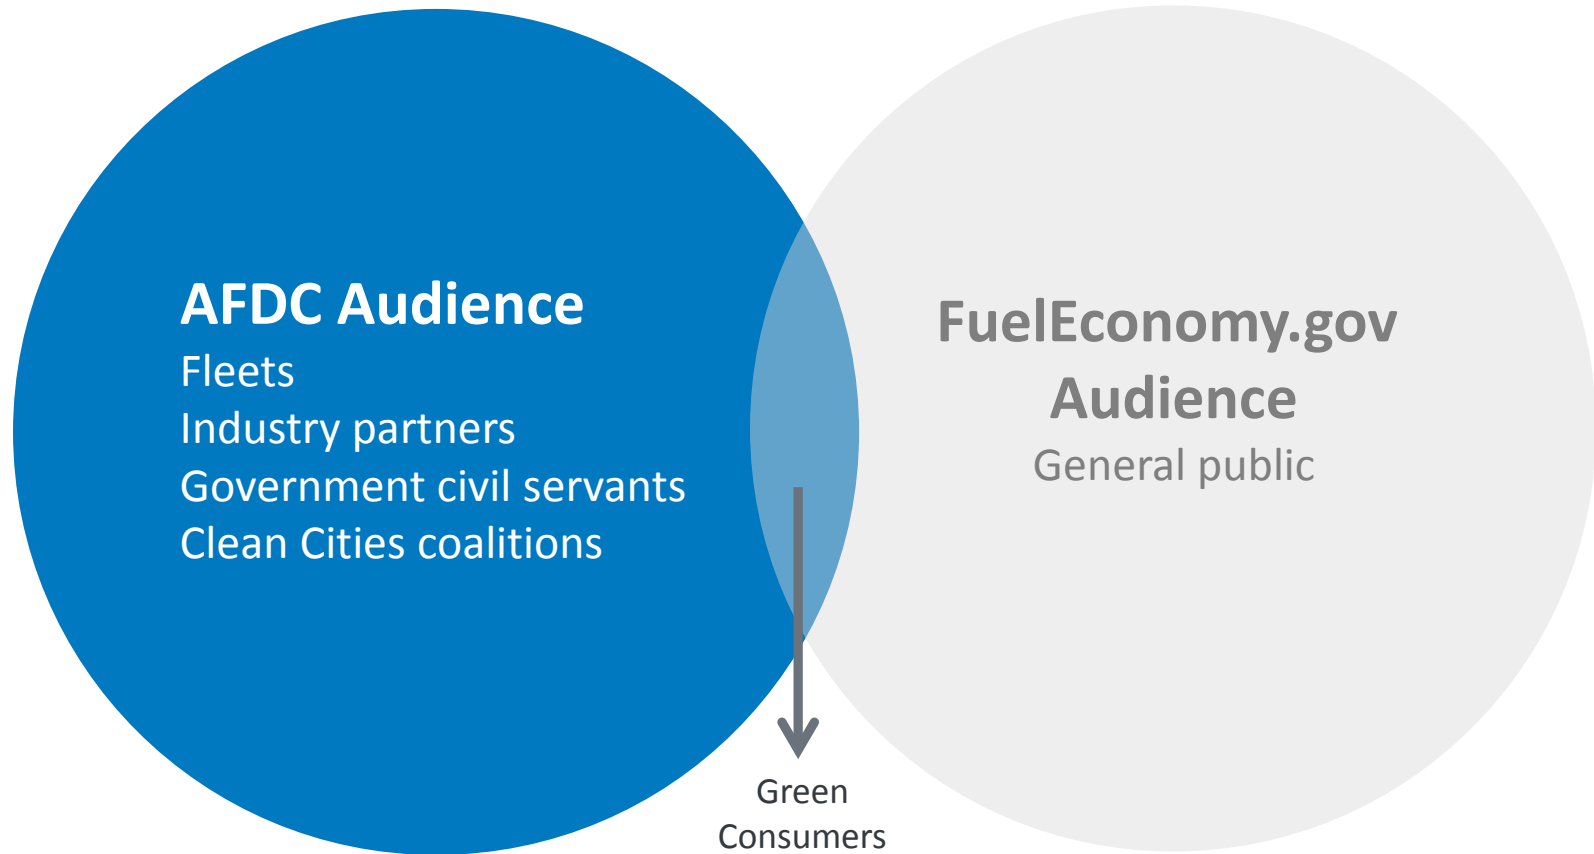 AFDC Audience
Fleets
Industry partners
Government civil servants
Clean Cities coalitions
FuelEconomy.gov
Audience
General public
Green
Consumers